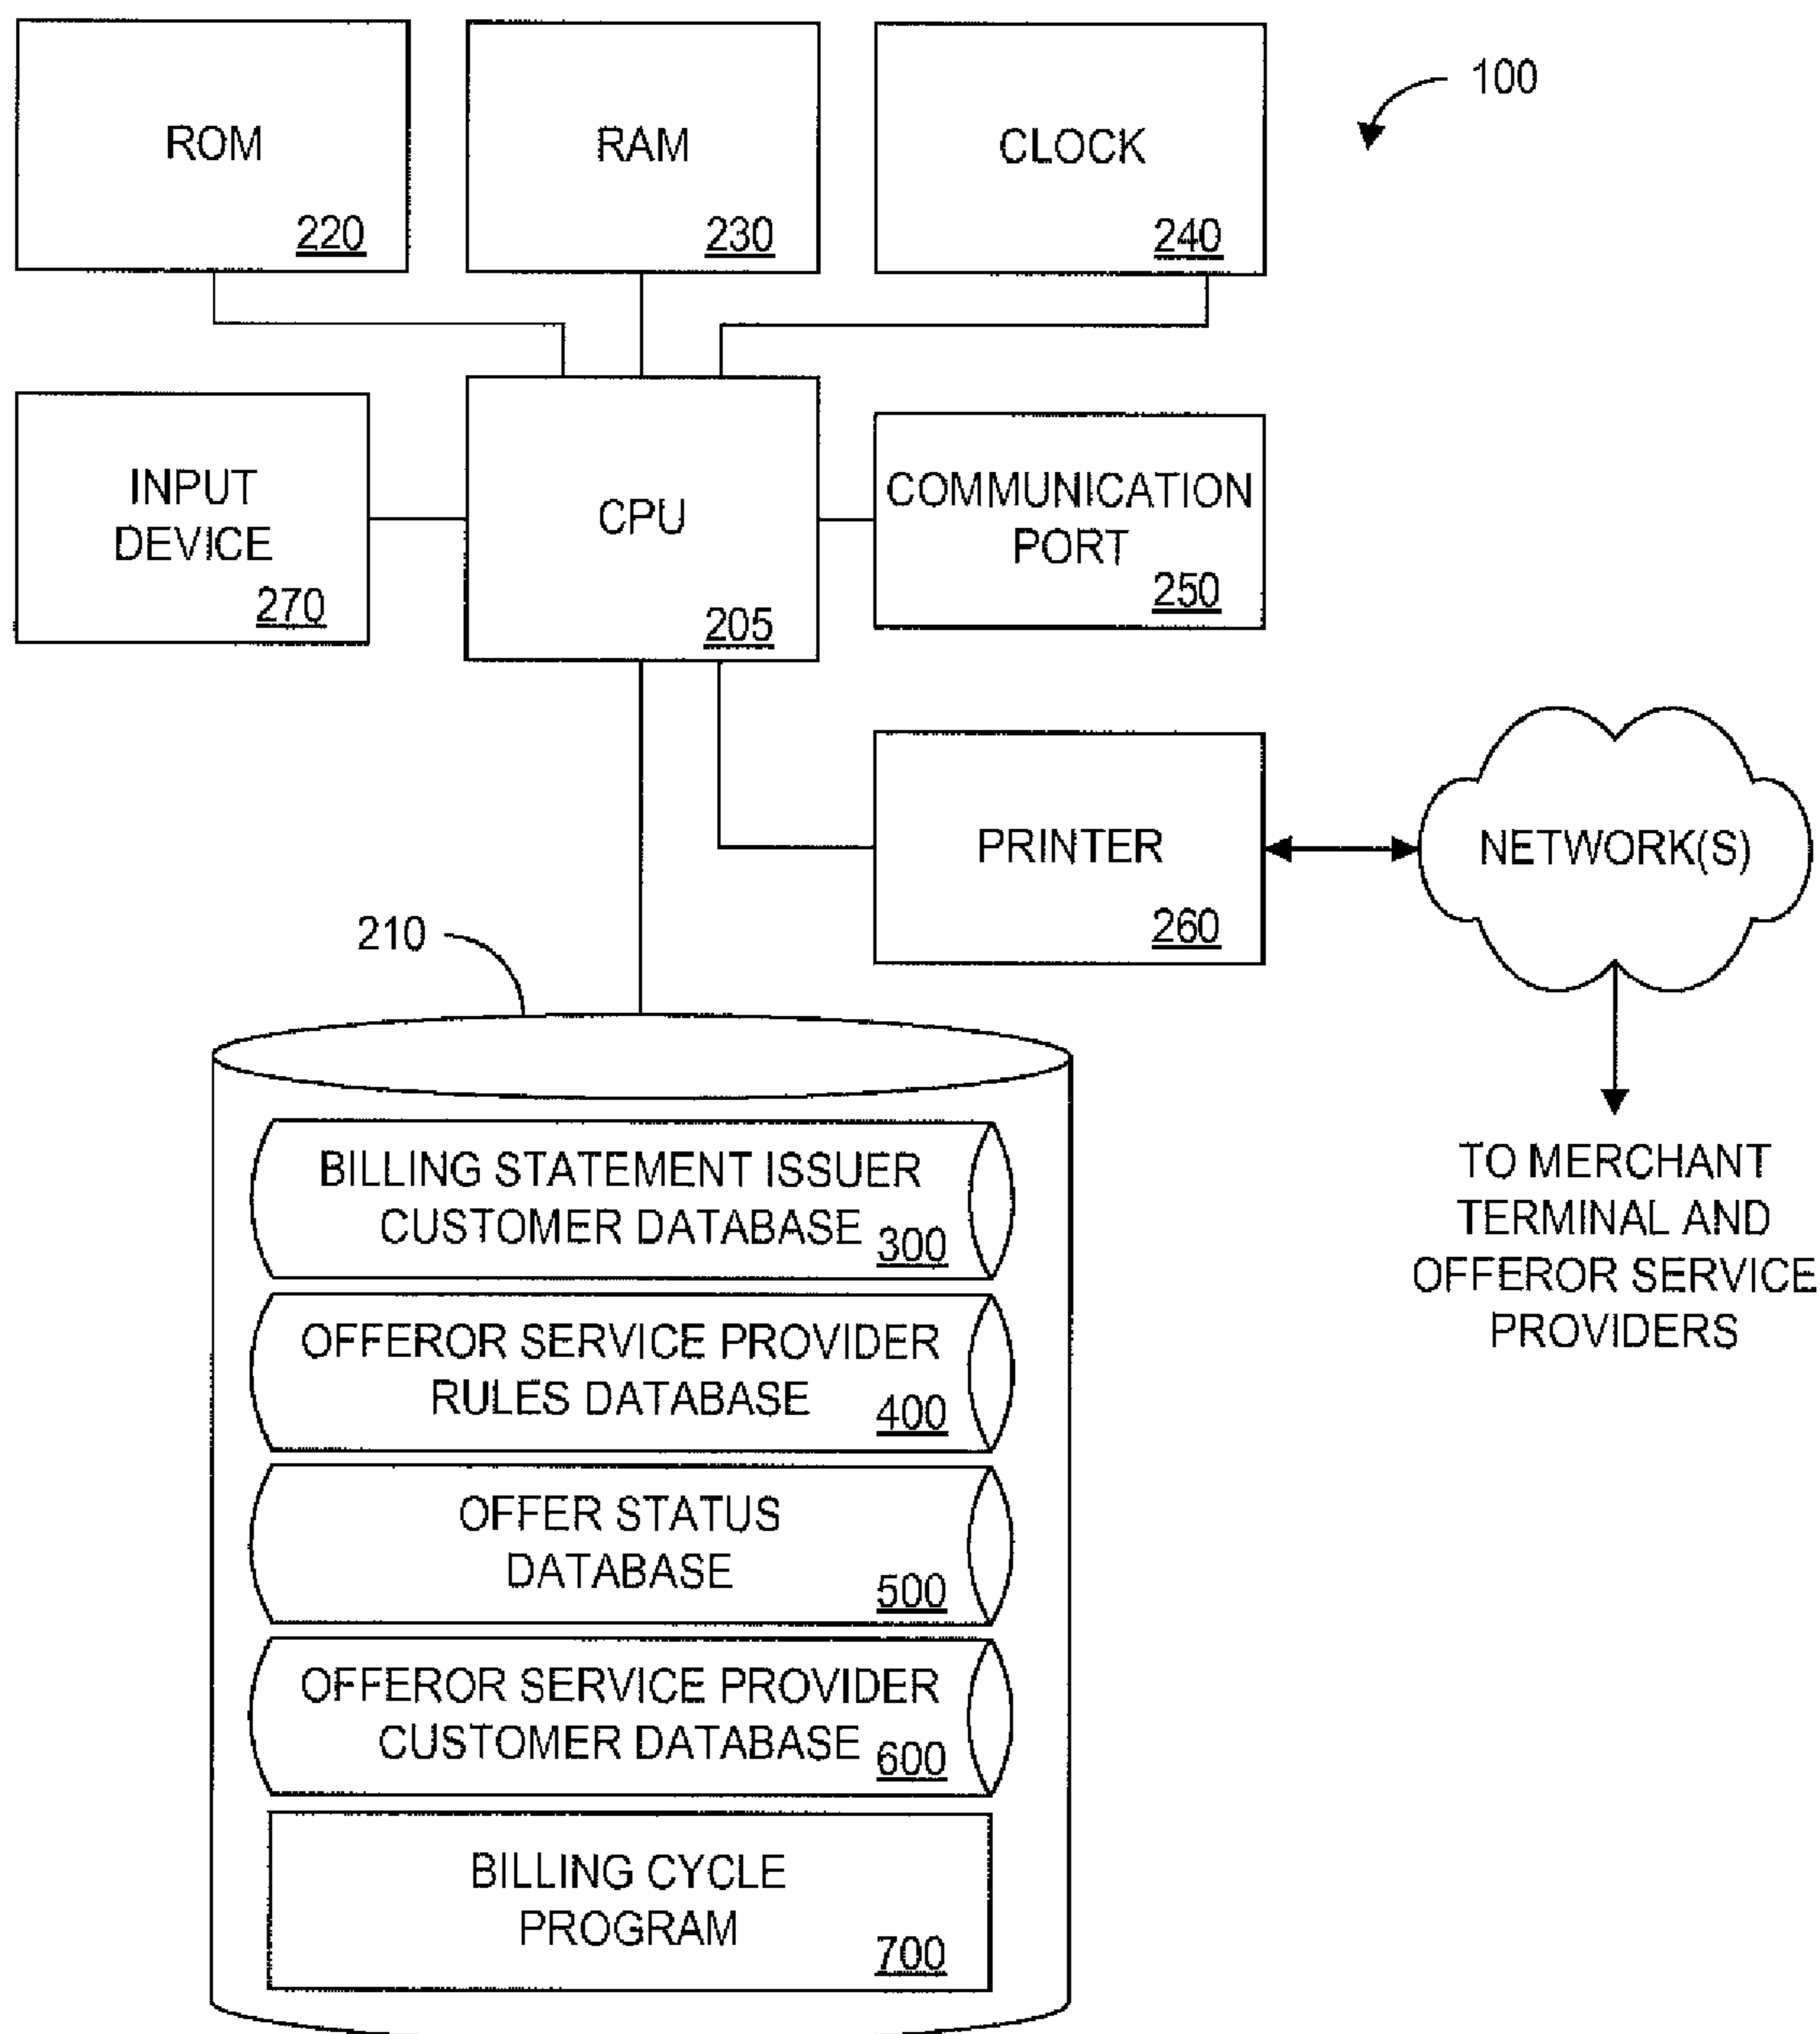 ROM
220
RAM
230
CLOCK
240
100
INPUT
DEVICE
270
CPU
205
COMMUNICATION
PORT
250
PRINTER
260
NETWORK(S)
TO MERCHANT
TERMINAL AND
OFFEROR SERVICE
PROVIDERS
210
BILLING STATEMENT ISSUER
CUSTOMER DATABASE 300
OFFEROR SERVICE PROVIDER
RULES DATABASE 400
OFFER STATUS
DATABASE 500
OFFEROR SERVICE PROVIDER
CUSTOMER DATABASE 600
BILLING CYCLE
PROGRAM 700